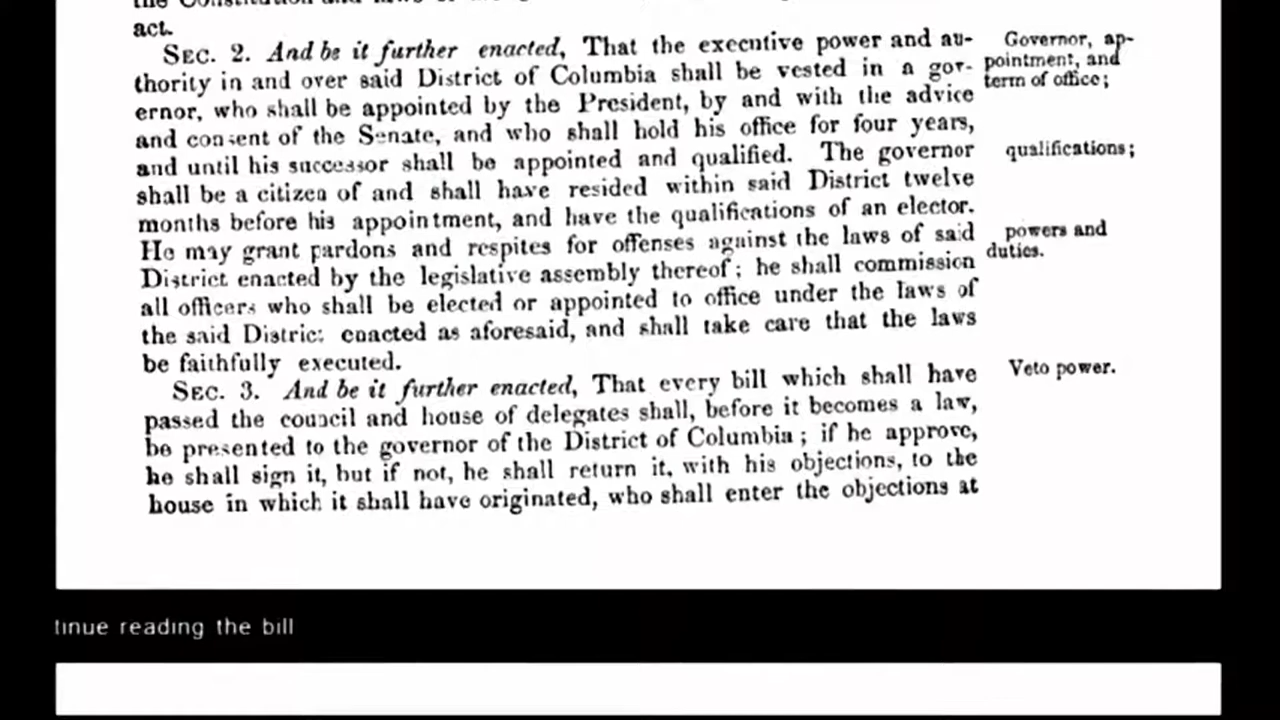 act.
SEC. 2. And be it further enacted, That the executive power and au-
thority in and over said District of Columbia shall be vested in a gov-
ernor, who shall be appointed by the President, by and with the advice
and consent of the Senate, and who shall hold his office for four years,
and until his successor shall be appointed and qualified. The governor
shall be a citizen of and shall have resided within said District twelve
months before his appointment, and have the qualifications of an elector.
He may grant pardons and respites for offenses against the laws of said
District enacted by the legislative assembly thereof; he shall commission
all officers who shall be elected or appointed to office under the laws of
the said District enacted as aforesaid, and shall take care that the laws
be faithfully executed.
SEC. 3. And be it further enacted, That every bill which shall have
passed the council and house of delegates shall, before it becomes a law,
be presented to the governor of the District of Columbia; if he approve,
he shall sign it, but if not, he shall return it, with his objections, to the
house in which it shall have originated, who shall enter the objections at
Governor, ap-
pointment, and
term of office;
qualifications;
powers and
duties.
Veto power.
tinue reading the bill